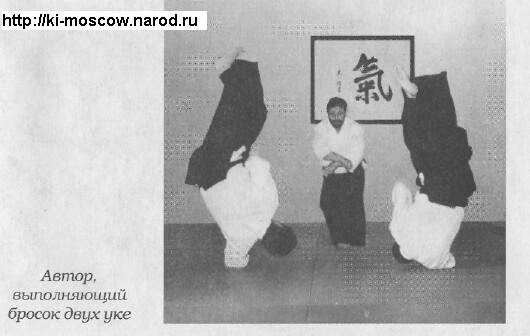 http://ki-moscow.narod.ru
氣
Автор,
выполняющий
бросок двух уке